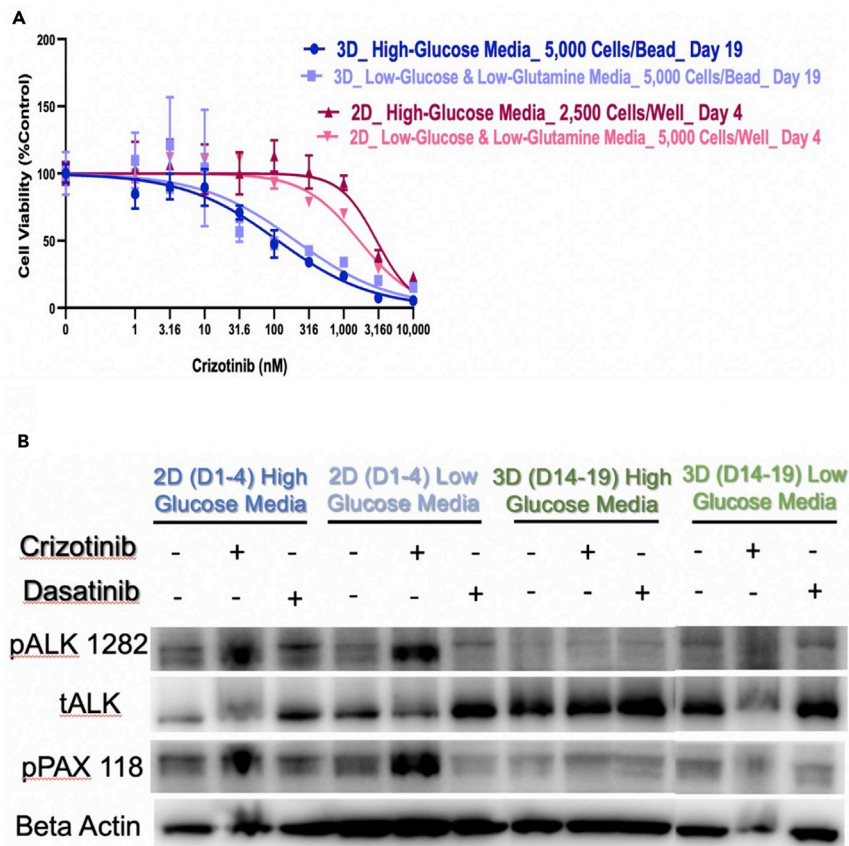 A
200
150
100
50
0
Cell Viability (%Control)
3D_ High-Glucose Media_ 5,000 Cells/Bead_ Day 19
3D_ Low-Glucose & Low-Glutamine Media_ 5,000 Cells/Bead_ Day 19
2D_ High-Glucose Media_ 2,500 Cells/Well_ Day 4
2D_ Low-Glucose & Low-Glutamine Media_ 5,000 Cells/Well_ Day 4
0 1 3.16 10 31.6 100 316 1,000 3,160 10,000
Crizotinib (nM)
B
2D (D1-4) High Glucose Media
2D (D1-4) Low Glucose Media
3D (D14-19) High Glucose Media
3D (D14-19) Low Glucose Media
Crizotinib - + - - + - - + - - + -
Dasatinib - - + - - + - - + - - +
pALK 1282
tALK
pPAX 118
Beta Actin